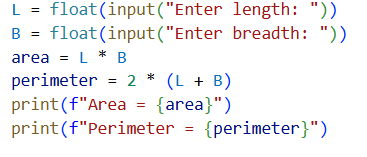 L = float(input("Enter length: "))
B = float(input("Enter breadth: "))
area = L * B
perimeter = 2 * (L + B)
print(f"Area = {area}")
print(f"Perimeter = {perimeter}")